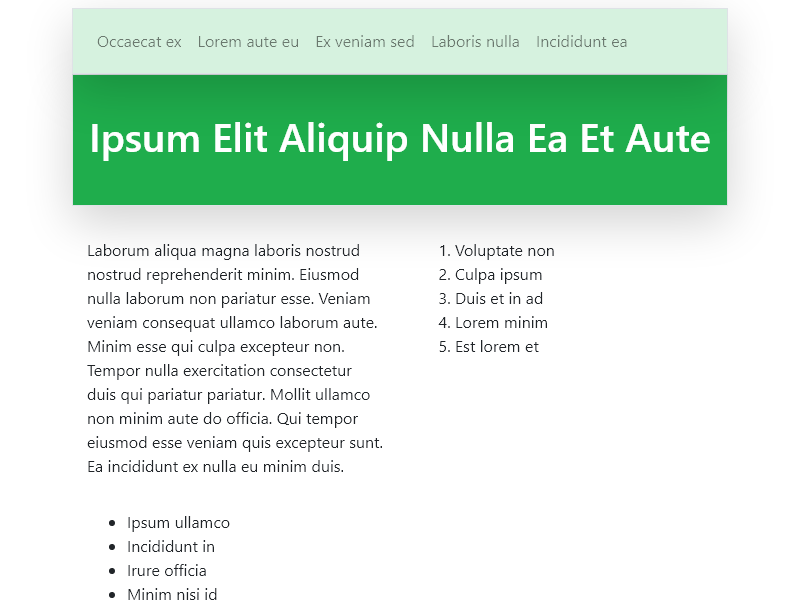 Occaecat ex Lorem aute eu Ex veniam sed Laboris nulla Incididunt ea
Ipsum Elit Aliquip Nulla Ea Et Aute
Laborum aliqua magna laboris nostrud
nostrud reprehenderit minim. Eiusmod
nulla laborum non pariatur esse. Veniam
veniam consequat ullamco laborum aute.
Minim esse qui culpa excepteur non.
Tempor nulla exercitation consectetur
duis qui pariatur pariatur. Mollit ullamco
non minim aute do officia. Qui tempor
eiusmod esse veniam quis excepteur sunt.
Ea incididunt ex nulla eu minim duis.
• Ipsum ullamco
• Incididunt in
• Irure officia
• Minim nisi id
1. Voluptate non
2. Culpa ipsum
3. Duis et in ad
4. Lorem minim
5. Est lorem et